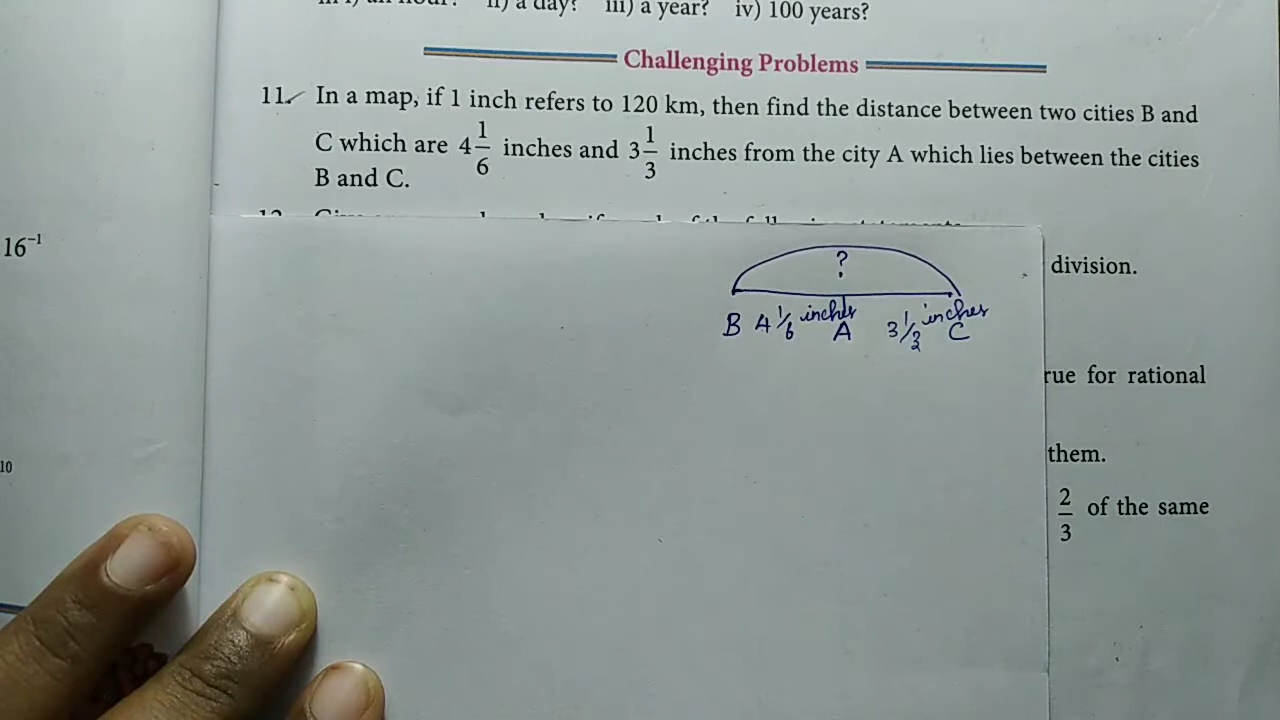 ii) a day? iii) a year? iv) 100 years?
Challenging Problems
11. In a map, if 1 inch refers to 120 km, then find the distance between two cities B and
C which are 4 1/6 inches and 3 1/3 inches from the city A which lies between the cities
B and C.
16⁻¹
?
B 4 1/6 inches A 3 1/3 inches C
division.
rue for rational
them.
10
2/3 of the same